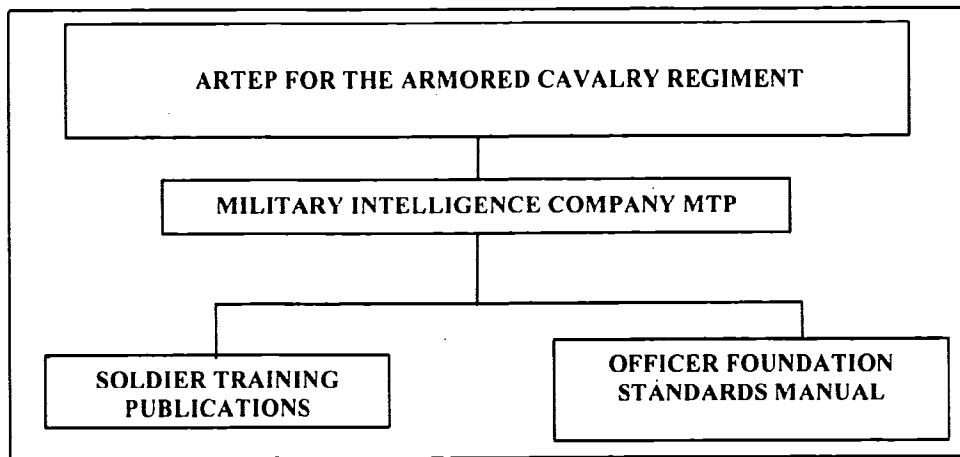 ARTEP FOR THE ARMORED CAVALRY REGIMENT
MILITARY INTELLIGENCE COMPANY MTP
SOLDIER TRAINING
PUBLICATIONS
OFFICER FOUNDATION
STANDARDS MANUAL